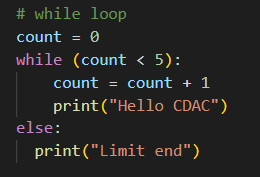 # while loop
count = 0
while (count < 5):
    count = count + 1
    print("Hello CDAC")
else:
  print("Limit end")